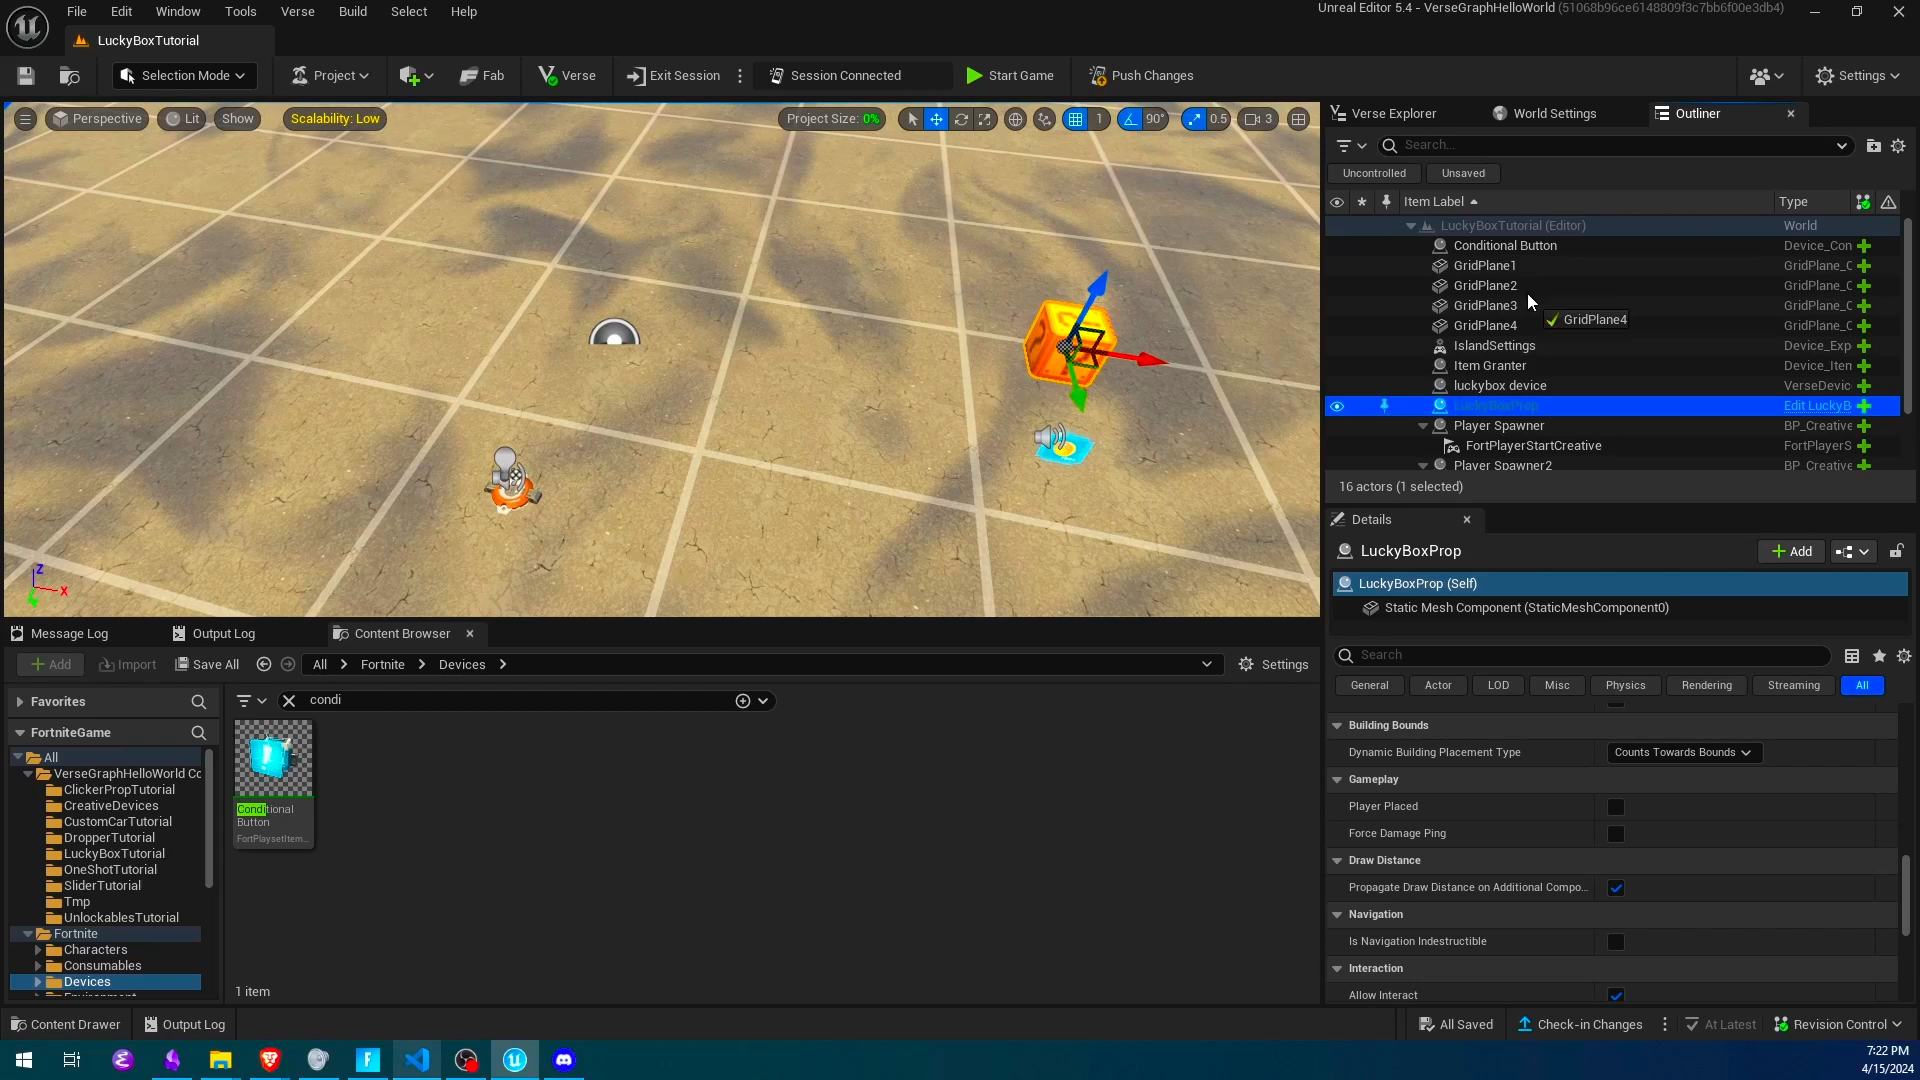 File Edit Window Tools Verse Build Select Help
Unreal Editor 5.4 - VerseGraphHelloWorld (51068b96ce6148809f3c7bb6f00e3db4)
LuckyBoxTutorial
Selection Mode Project Fab Verse Exit Session Session Connected Start Game Push Changes Settings
Perspective Lit Show Scalability: Low Project Size: 0% 1 90° 0.5 3
Z
X
Verse Explorer World Settings Outliner
Search...
Uncontrolled Unsaved
Item Label Type
LuckyBoxTutorial (Editor) World
Conditional Button Device_Con
GridPlane1 GridPlane_C
GridPlane2 GridPlane_C
GridPlane3 GridPlane_C
GridPlane4
GridPlane4 GridPlane_C
IslandSettings Device_Exp
Item Granter Device_Iten
luckybox device VerseDevic
LuckyBoxProp Edit LuckyB
Player Spawner BP_Creative
FortPlayerStartCreative FortPlayerS
Player Spawner2 BP_Creative
16 actors (1 selected)
Details
LuckyBoxProp Add
LuckyBoxProp (Self)
Static Mesh Component (StaticMeshComponent0)
Search
General Actor LOD Misc Physics Rendering Streaming All
Building Bounds
Dynamic Building Placement Type Counts Towards Bounds
Gameplay
Player Placed
Force Damage Ping
Draw Distance
Propagate Draw Distance on Additional Compo...
Navigation
Is Navigation Indestructible
Interaction
Allow Interact
Message Log Output Log Content Browser
Add Import Save All All Fortnite Devices Settings
Favorites
FortniteGame
All
VerseGraphHelloWorld Cc
ClickerPropTutorial
CreativeDevices
CustomCarTutorial
DropperTutorial
LuckyBoxTutorial
OneShotTutorial
SliderTutorial
Tmp
UnlockablesTutorial
Fortnite
Characters
Consumables
Devices
condi
Conditional
Button
FortPlaysetItem...
1 item
Content Drawer Output Log All Saved Check-in Changes At Latest Revision Control
7:22 PM
4/15/2024